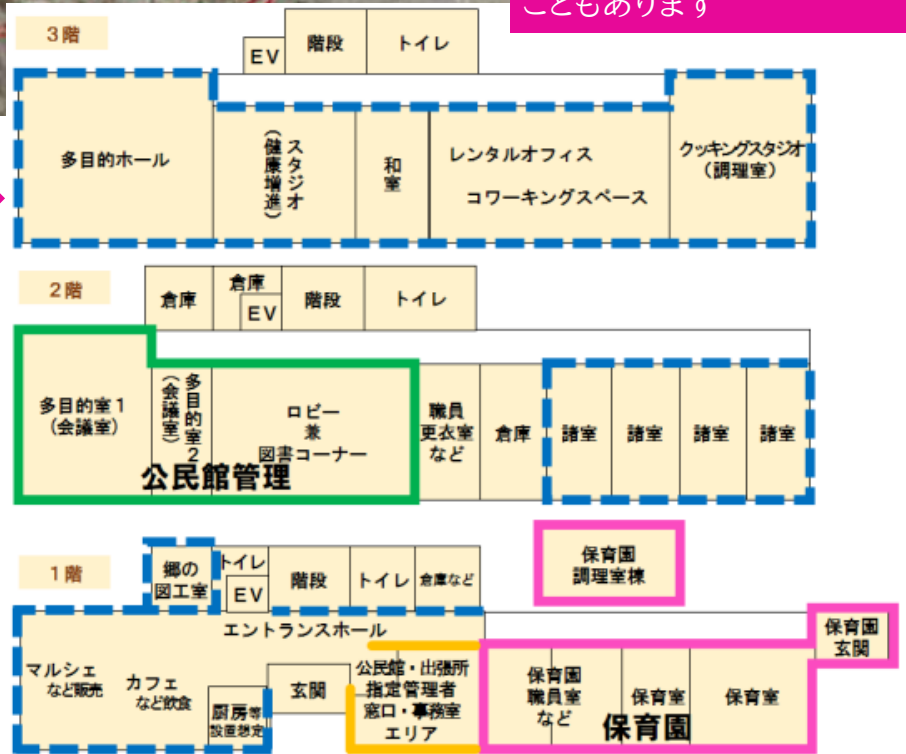 こともあります
3階
EV
階段
トイレ
多目的ホール
スタジオ
(健康増進)
和室
レンタルオフィス
コワーキングスペース
クッキングスタジオ
(調理室)
2階
倉庫
倉庫
EV
階段
トイレ
多目的室1
(会議室)
多目的室2
(会議室)
ロビー
兼
図書コーナー
公民館管理
職員
更衣室
など
倉庫
諸室
諸室
諸室
諸室
1階
郷の
図工室
トイレ
EV
階段
トイレ
倉庫など
保育園
調理室棟
エントランスホール
マルシェ
など販売
カフェ
など飲食
厨房等
設置想定
玄関
公民館・出張所
指定管理者
窓口・事務室
エリア
保育園
職員室
など
保育室
保育室
保育園
保育園
玄関